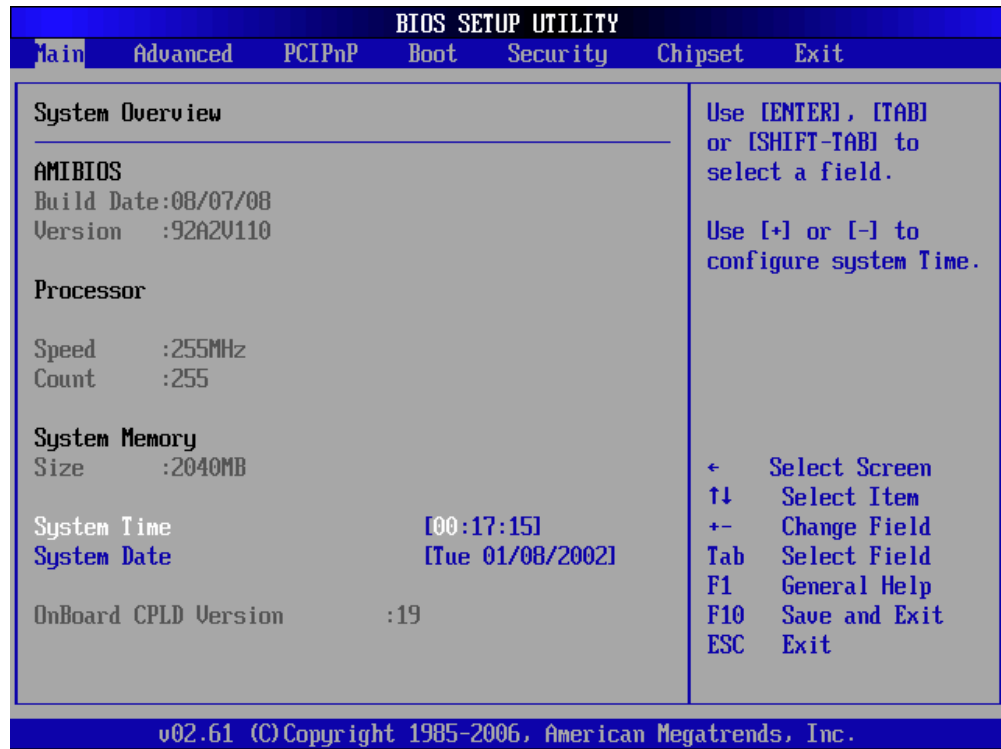 BIOS SETUP UTILITY
Main Advanced PCIPnP Boot Security Chipset Exit
System Overview
AMIBIOS
Build Date:08/07/08
Version :92A2V110
Processor
Speed :255MHz
Count :255
System Memory
Size :2040MB
System Time [00:17:15]
System Date [Tue 01/08/2002]
OnBoard CPLD Version :19
Use [ENTER], [TAB]
or [SHIFT-TAB] to
select a field.
Use [+] or [-] to
configure system Time.
← Select Screen
↑↓ Select Item
+- Change Field
Tab Select Field
F1 General Help
F10 Save and Exit
ESC Exit
v02.61 (C)Copyright 1985-2006, American Megatrends, Inc.